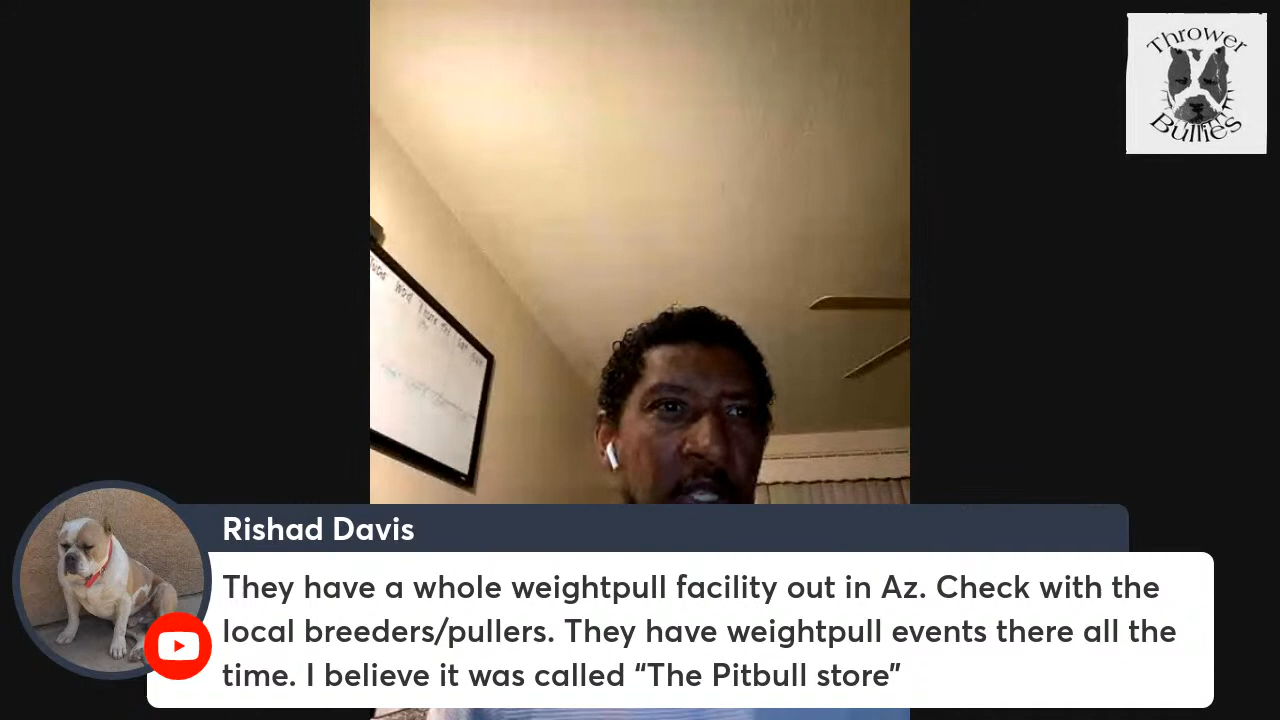 Thrower
Bullies
Rishad Davis
They have a whole weightpull facility out in Az. Check with the
local breeders/pullers. They have weightpull events there all the
time. I believe it was called “The Pitbull store”